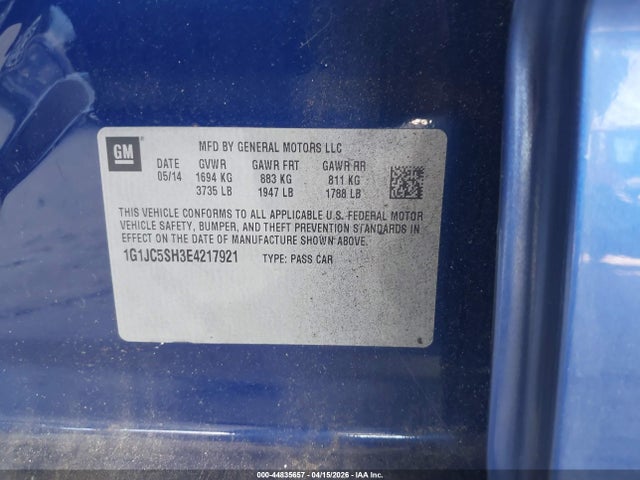 GM
MFD BY GENERAL MOTORS LLC
DATE GVWR GAWR FRT GAWR RR
05/14 1694 KG 883 KG 811 KG
3735 LB 1947 LB 1788 LB
THIS VEHICLE CONFORMS TO ALL APPLICABLE U.S. FEDERAL MOTOR
VEHICLE SAFETY, BUMPER, AND THEFT PREVENTION STANDARDS IN
EFFECT ON THE DATE OF MANUFACTURE SHOWN ABOVE.
1G1JC5SH3E4217921 TYPE: PASS CAR
000-44835657 - 04/15/2026 - IAA Inc.